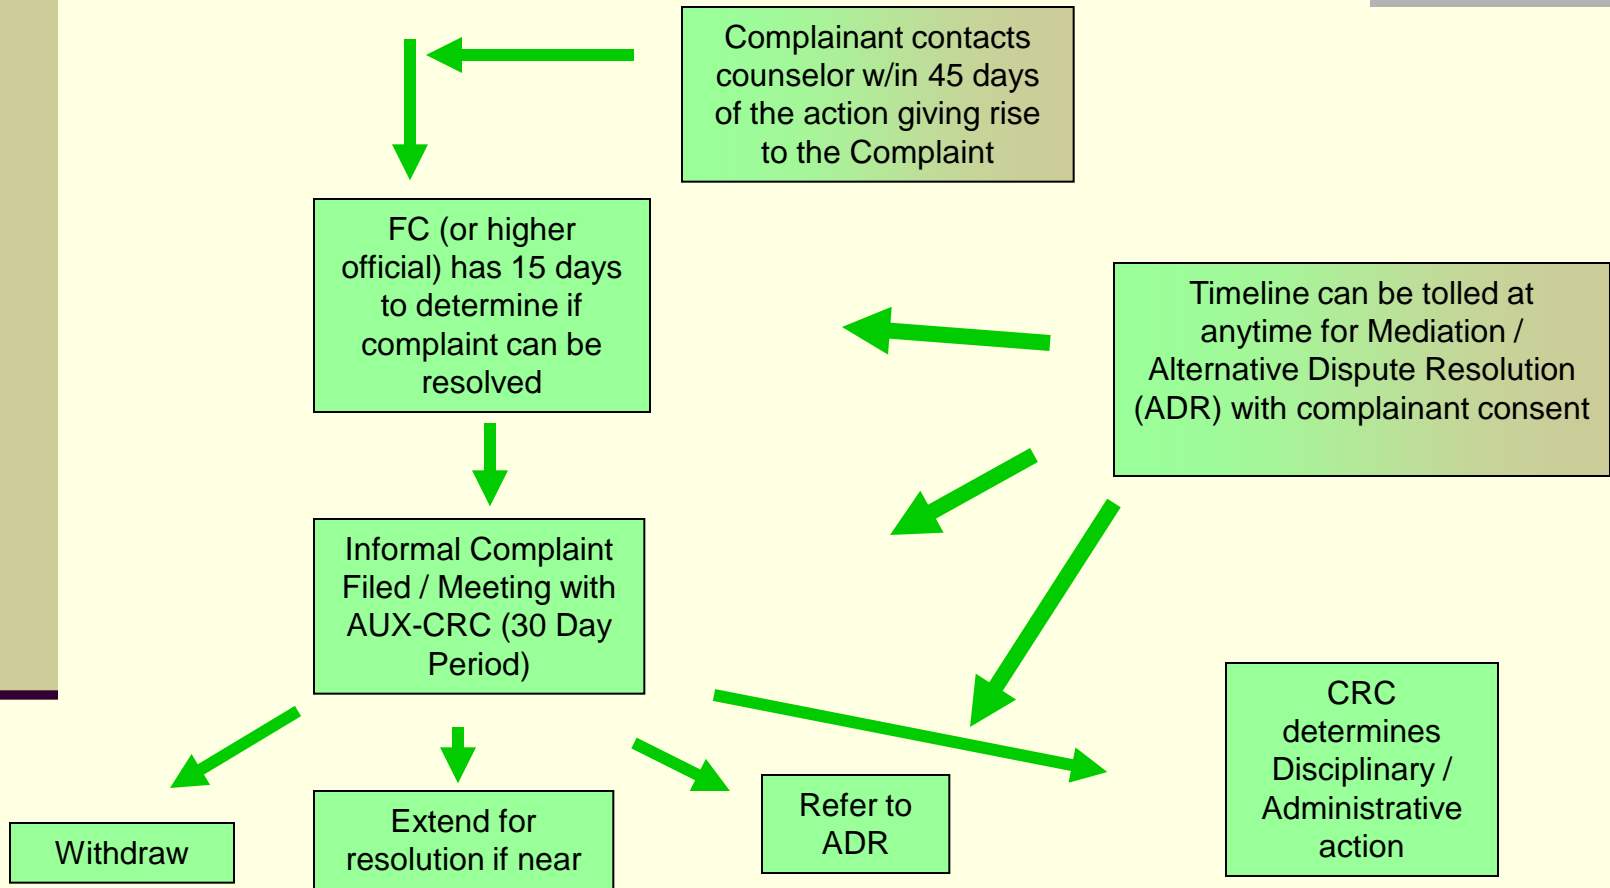 Complainant contacts
counselor w/in 45 days
of the action giving rise
to the Complaint
FC (or higher
official) has 15 days
to determine if
complaint can be
resolved
Timeline can be tolled at
anytime for Mediation /
Alternative Dispute Resolution
(ADR) with complainant consent
Informal Complaint
Filed / Meeting with
AUX-CRC (30 Day
Period)
Withdraw
Extend for
resolution if near
Refer to
ADR
CRC
determines
Disciplinary /
Administrative
action